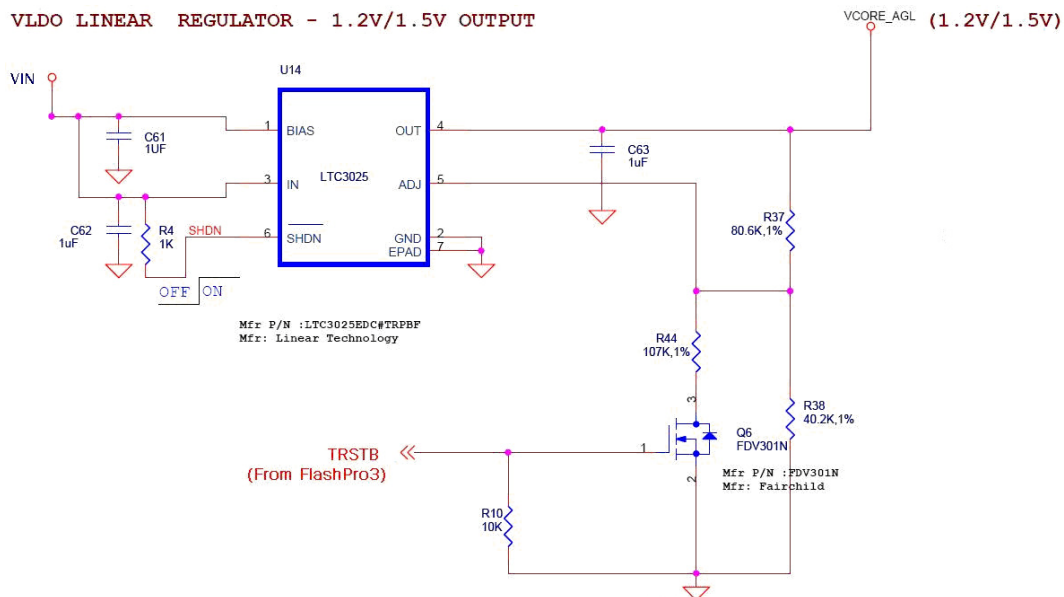 VLDO LINEAR REGULATOR - 1.2V/1.5V OUTPUT
VCORE_AGL (1.2V/1.5V)
VIN
U14
1 BIAS
OUT 4
C61
1UF
C63
1uF
LTC3025
3 IN
ADJ 5
R37
80.6K,1%
C62
1uF
R4
1K
SHDN
6 SHDN
GND 2
EPAD 7
OFF ON
Mfr P/N :LTC3025EDC#TRPBF
Mfr: Linear Technology
R44
107K,1%
3
R38
40.2K,1%
Q6
FDV301N
1
TRSTB
(From FlashPro3)
2
Mfr P/N :FDV301N
Mfr: Fairchild
R10
10K